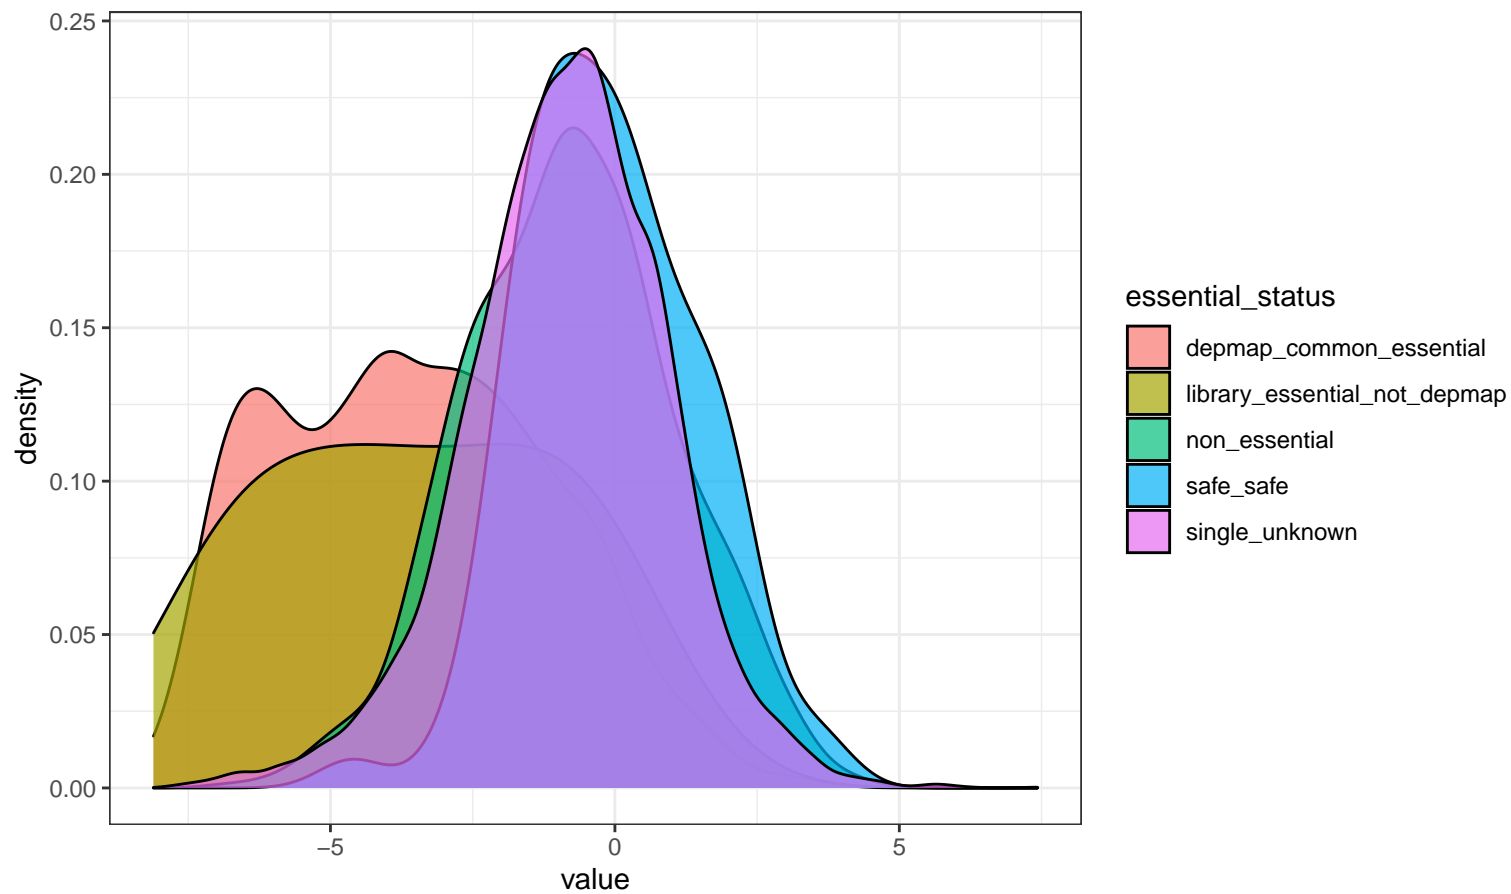 0.25
0.20
0.15
0.10
0.05
0.00
density
−5
0
5
value
essential_status
depmap_common_essential
library_essential_not_depmap
non_essential
safe_safe
single_unknown